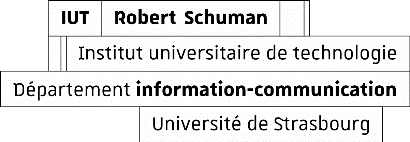 IUT Robert Schuman
Institut universitaire de technologie
Département information-communication
Université de Strasbourg